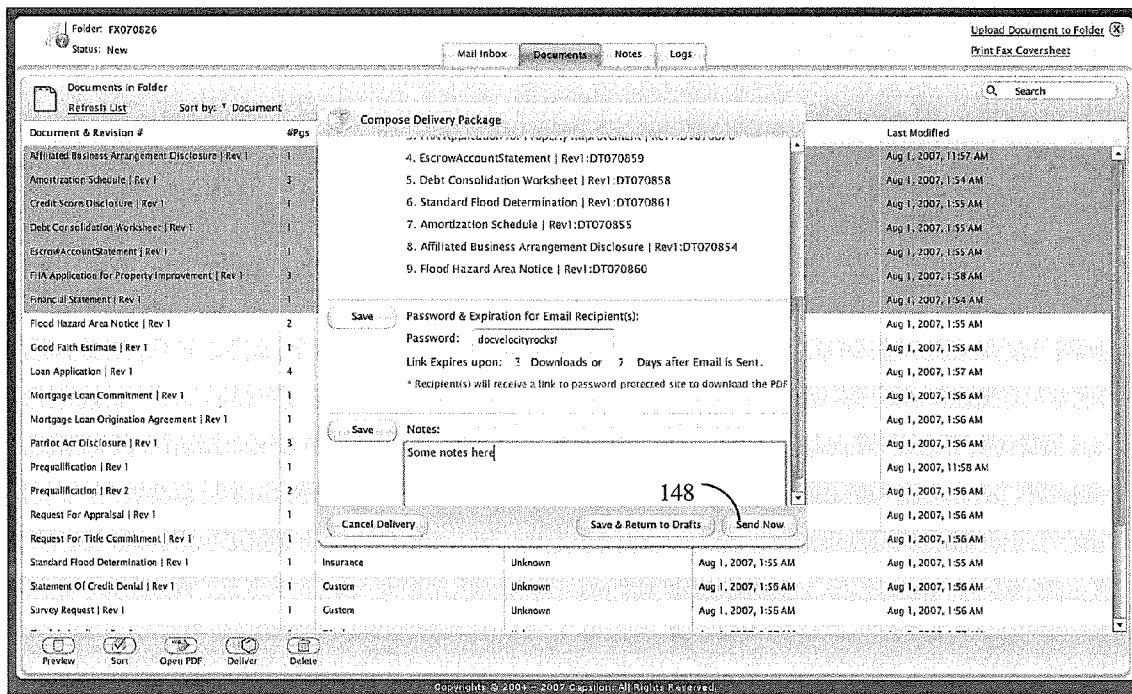 Folder: FX070826
Status: New
Upload Document to Folder
Print Fax Coversheet
Mail Inbox Documents Notes Logs
Documents in Folder
Refresh List Sort by: Document
Search
Document & Revision # #Pgs Last Modified
Compose Delivery Package
4. EscrowAccountStatement | Rev1:DT070859
5. Debt Consolidation Worksheet | Rev1:DT070858
6. Standard Flood Determination | Rev1:DT070861
7. Amortization Schedule | Rev1:DT070855
8. Affiliated Business Arrangement Disclosure | Rev1:DT070854
9. Flood Hazard Area Notice | Rev1:DT070860
Save Password & Expiration for Email Recipient(s):
Password: docvelocityrocks!
Link Expires upon: 3 Downloads or 7 Days after Email is Sent.
* Recipient(s) will receive a link to password protected site to download the PDF
Save Notes:
Some notes here
148
Cancel Delivery Save & Return to Drafts Send Now
Affiliated Business Arrangement Disclosure | Rev 1 1 Aug 1, 2007, 11:57 AM
Amortization Schedule | Rev 1 3 Aug 1, 2007, 1:54 AM
Credit Score Disclosure | Rev 1 1 Aug 1, 2007, 1:55 AM
Debt Consolidation Worksheet | Rev 1 1 Aug 1, 2007, 1:55 AM
EscrowAccountStatement | Rev 1 1 Aug 1, 2007, 1:55 AM
FHA Application for Property Improvement | Rev 1 3 Aug 1, 2007, 1:58 AM
Financial Statement | Rev 1 1 Aug 1, 2007, 1:54 AM
Flood Hazard Area Notice | Rev 1 2 Aug 1, 2007, 1:55 AM
Good Faith Estimate | Rev 1 1 Aug 1, 2007, 1:55 AM
Loan Application | Rev 1 4 Aug 1, 2007, 1:57 AM
Mortgage Loan Commitment | Rev 1 1 Aug 1, 2007, 1:56 AM
Mortgage Loan Origination Agreement | Rev 1 1 Aug 1, 2007, 1:56 AM
Patriot Act Disclosure | Rev 1 3 Aug 1, 2007, 1:56 AM
Prequalification | Rev 1 1 Aug 1, 2007, 11:58 AM
Prequalification | Rev 2 2 Aug 1, 2007, 1:56 AM
Request For Appraisal | Rev 1 1 Aug 1, 2007, 1:56 AM
Request For Title Commitment | Rev 1 1 Aug 1, 2007, 1:56 AM
Standard Flood Determination | Rev 1 1 Insurance Unknown Aug 1, 2007, 1:55 AM Aug 1, 2007, 1:55 AM
Statement Of Credit Denial | Rev 1 1 Custom Unknown Aug 1, 2007, 1:56 AM Aug 1, 2007, 1:56 AM
Survey Request | Rev 1 1 Custom Unknown Aug 1, 2007, 1:56 AM Aug 1, 2007, 1:56 AM
Preview Sort Open PDF Deliver Delete
Copyrights © 2004 - 2007 Capsilon. All Rights Reserved.